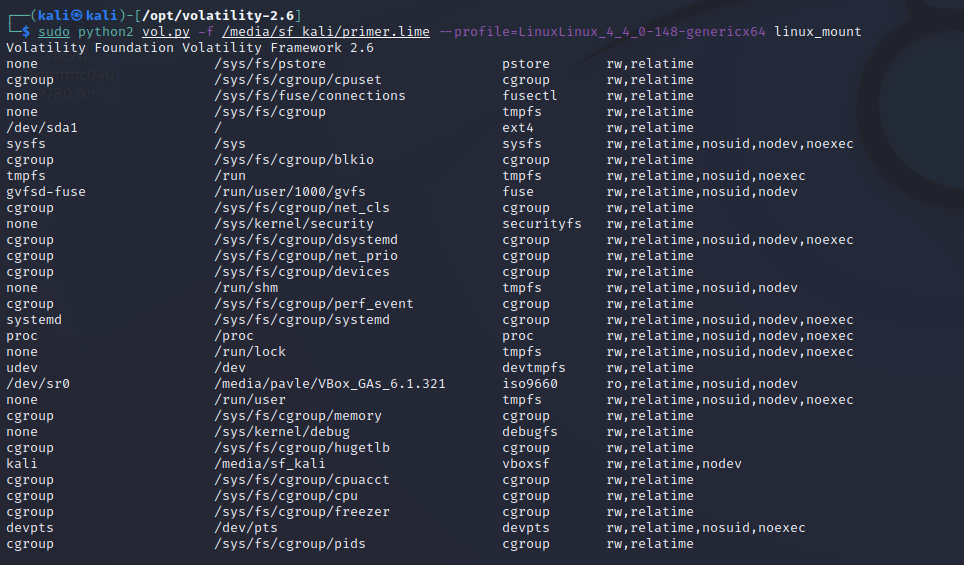 ┌──(kali㉿kali)-[/opt/volatility-2.6]
└─$ sudo python2 vol.py -f /media/sf_kali/primer.lime --profile=LinuxLinux_4_4_0-148-genericx64 linux_mount
Volatility Foundation Volatility Framework 2.6
none /sys/fs/pstore pstore rw,relatime
cgroup /sys/fs/cgroup/cpuset cgroup rw,relatime
none /sys/fs/fuse/connections fusectl rw,relatime
none /sys/fs/cgroup tmpfs rw,relatime
/dev/sda1 / ext4 rw,relatime
sysfs /sys sysfs rw,relatime,nosuid,nodev,noexec
cgroup /sys/fs/cgroup/blkio cgroup rw,relatime
tmpfs /run tmpfs rw,relatime,nosuid,noexec
gvfsd-fuse /run/user/1000/gvfs fuse rw,relatime,nosuid,nodev
cgroup /sys/fs/cgroup/net_cls cgroup rw,relatime
none /sys/kernel/security securityfs rw,relatime
cgroup /sys/fs/cgroup/dsystemd cgroup rw,relatime,nosuid,nodev,noexec
cgroup /sys/fs/cgroup/net_prio cgroup rw,relatime
cgroup /sys/fs/cgroup/devices cgroup rw,relatime
none /run/shm tmpfs rw,relatime,nosuid,nodev
cgroup /sys/fs/cgroup/perf_event cgroup rw,relatime
systemd /sys/fs/cgroup/systemd cgroup rw,relatime,nosuid,nodev,noexec
proc /proc proc rw,relatime,nosuid,nodev,noexec
none /run/lock tmpfs rw,relatime,nosuid,nodev,noexec
udev /dev devtmpfs rw,relatime
/dev/sr0 /media/pavle/VBox_GAs_6.1.321 iso9660 ro,relatime,nosuid,nodev
none /run/user tmpfs rw,relatime,nosuid,nodev,noexec
cgroup /sys/fs/cgroup/memory cgroup rw,relatime
none /sys/kernel/debug debugfs rw,relatime
cgroup /sys/fs/cgroup/hugetlb cgroup rw,relatime
kali /media/sf_kali vboxsf rw,relatime,nodev
cgroup /sys/fs/cgroup/cpuacct cgroup rw,relatime
cgroup /sys/fs/cgroup/cpu cgroup rw,relatime
cgroup /sys/fs/cgroup/freezer cgroup rw,relatime
devpts /dev/pts devpts rw,relatime,nosuid,noexec
cgroup /sys/fs/cgroup/pids cgroup rw,relatime